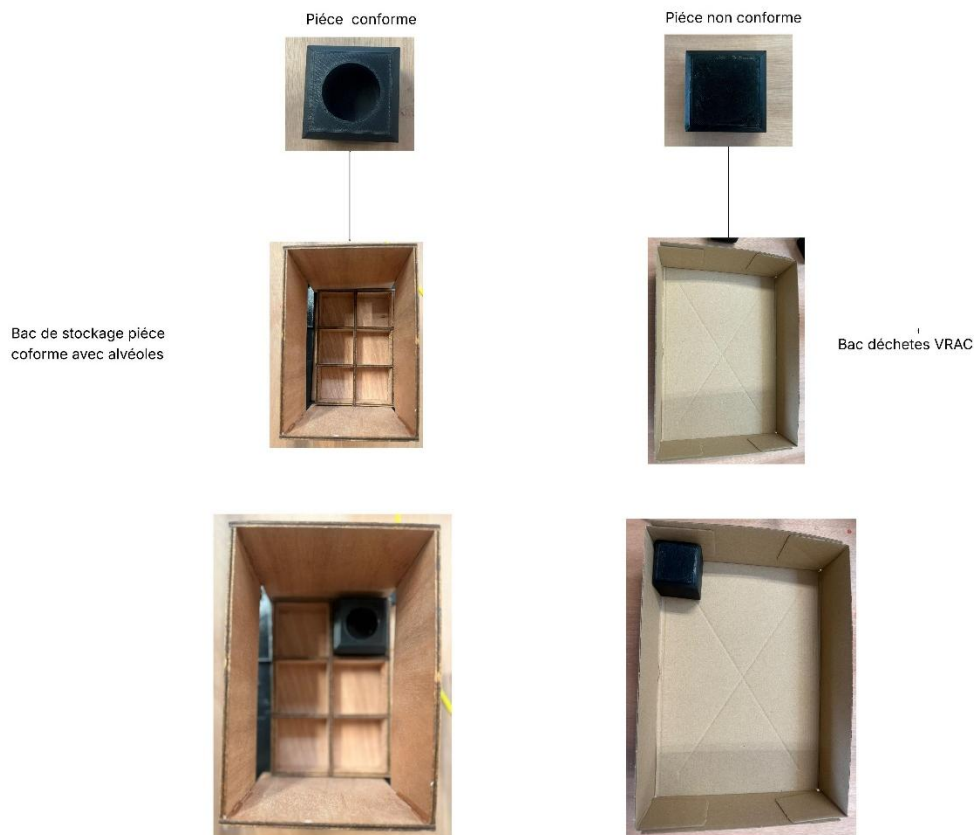 Piéce conforme
Piéce non conforme
Bac de stockage piéce
coforme avec alvéoles
Bac déchetes VRAC